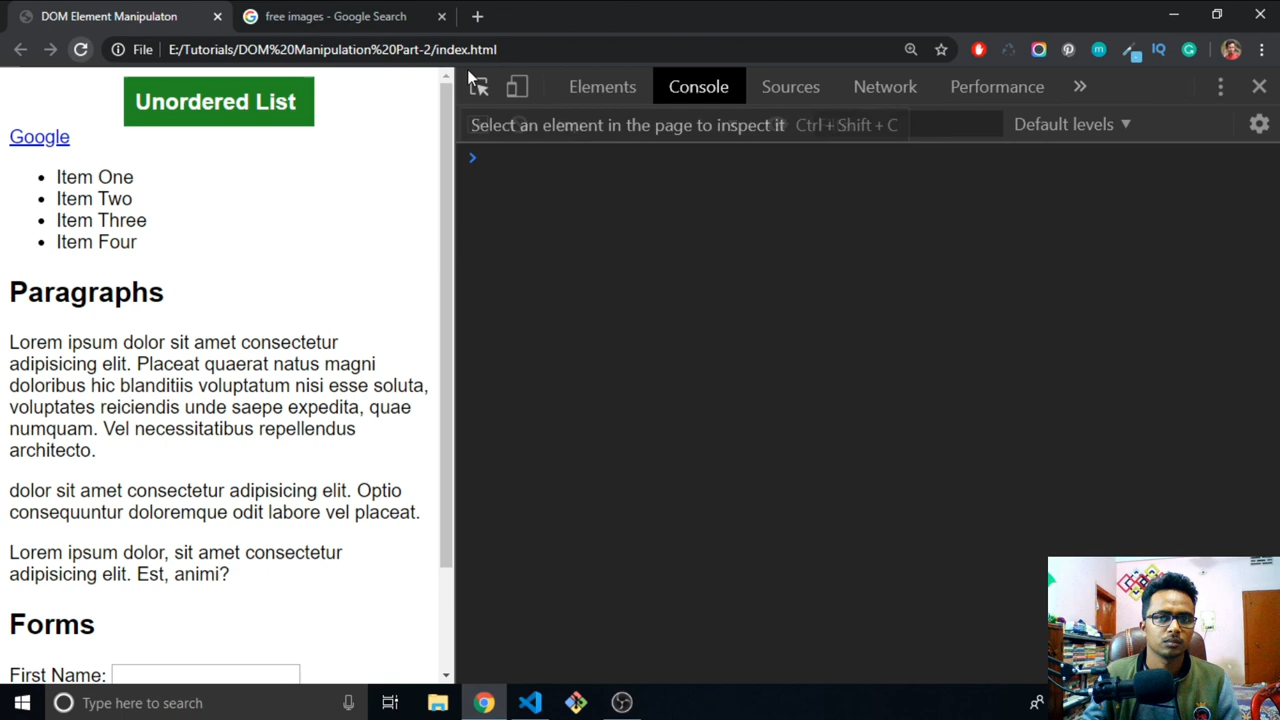 DOM Element Manipulaton
free images - Google Search
File
E:/Tutorials/DOM%20Manipulation%20Part-2/index.html
Unordered List
Google
Item One
Item Two
Item Three
Item Four
Paragraphs
Lorem ipsum dolor sit amet consectetur
adipisicing elit. Placeat quaerat natus magni
doloribus hic blanditiis voluptatum nisi esse soluta,
voluptates reiciendis unde saepe expedita, quae
numquam. Vel necessitatibus repellendus
architecto.
dolor sit amet consectetur adipisicing elit. Optio
consequuntur doloremque odit labore vel placeat.
Lorem ipsum dolor, sit amet consectetur
adipisicing elit. Est, animi?
Forms
First Name:
Elements
Console
Sources
Network
Performance
Select an element in the page to inspect it Ctrl+Shift+C
Default levels
IQ
Type here to search